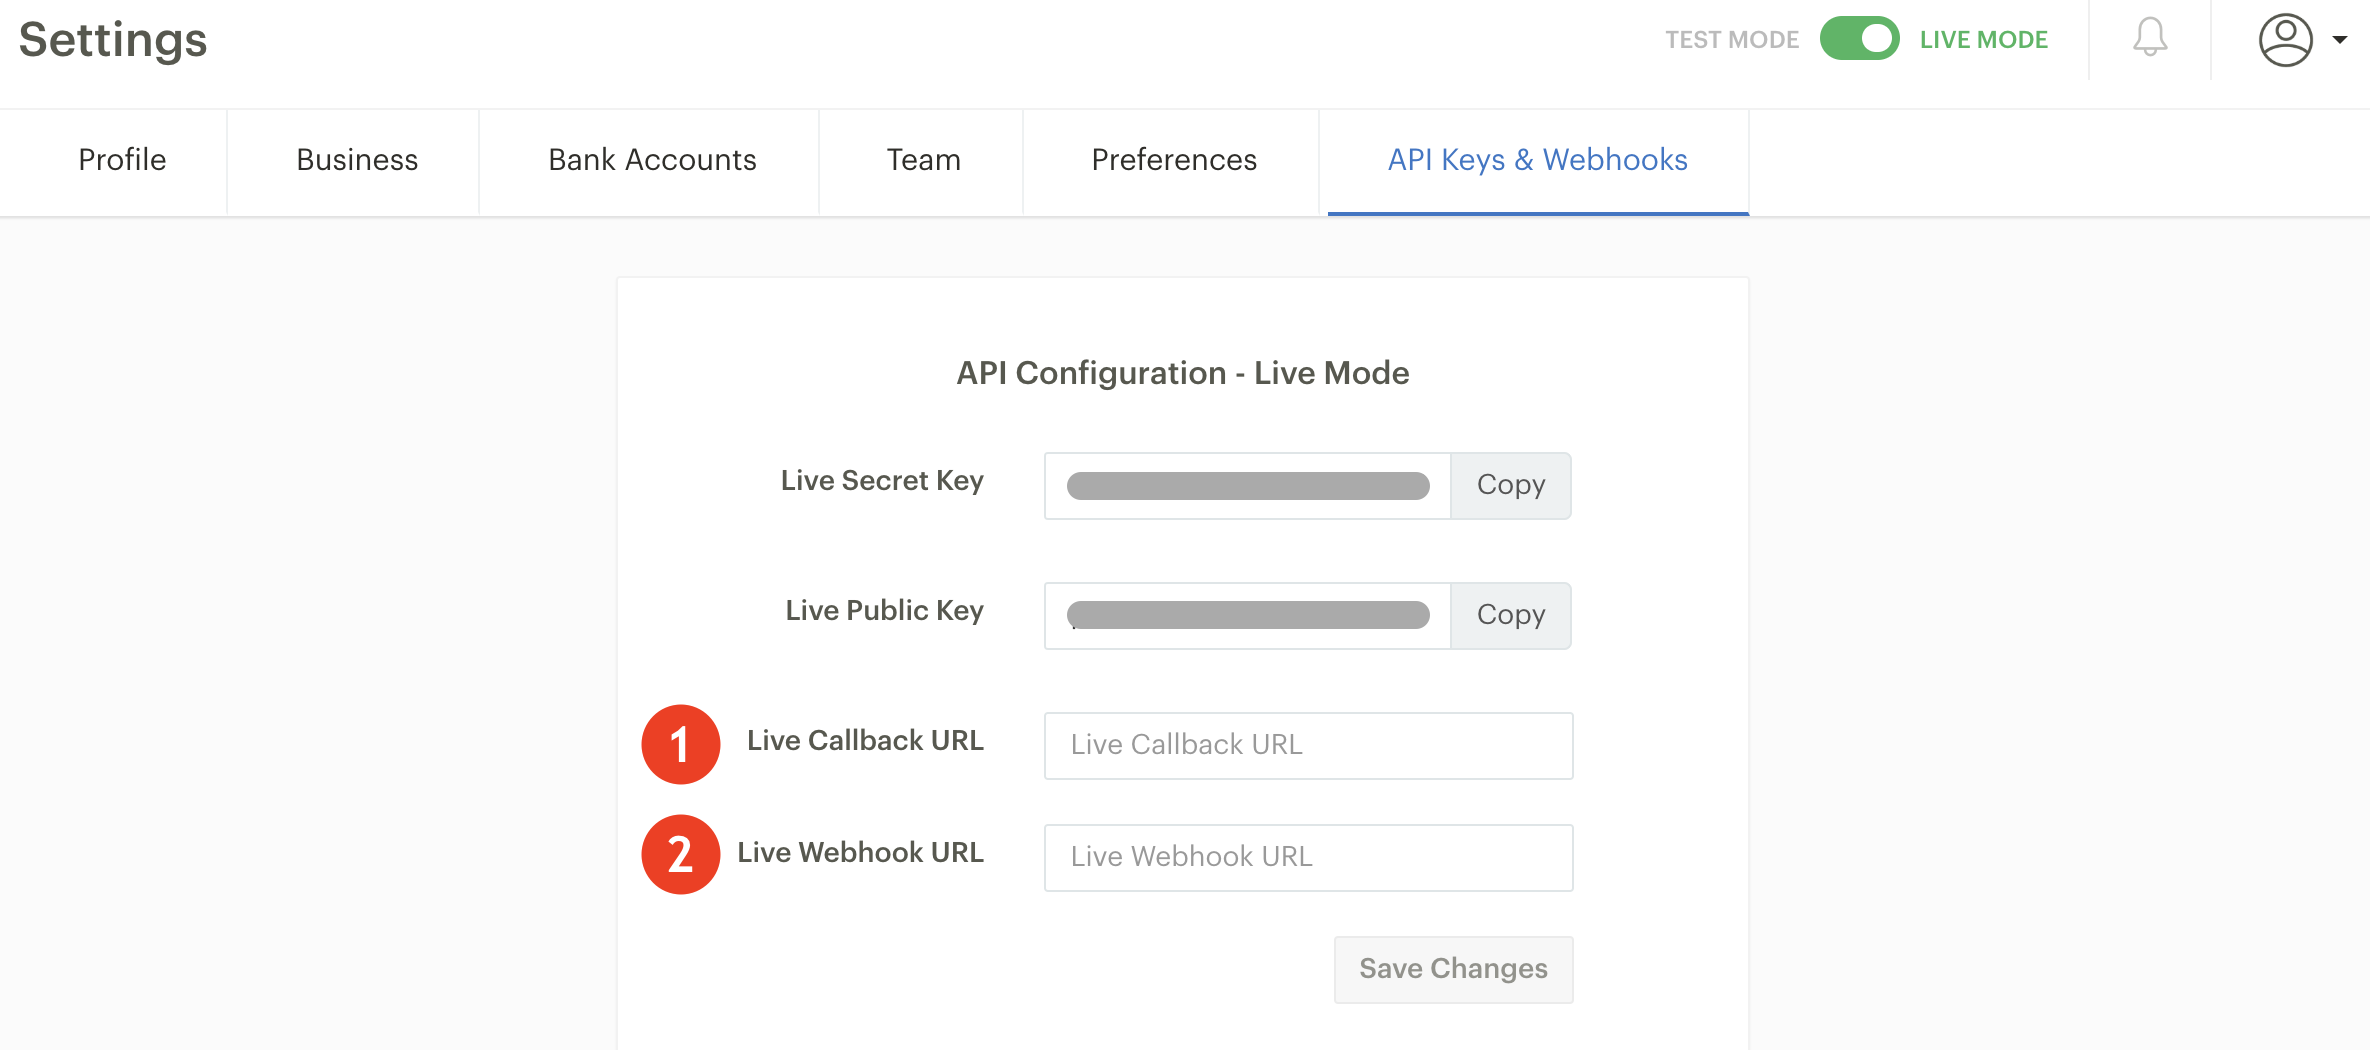 Settings
TEST MODE
LIVE MODE
Profile
Business
Bank Accounts
Team
Preferences
API Keys & Webhooks
API Configuration - Live Mode
Live Secret Key
Copy
Live Public Key
Copy
1
Live Callback URL
Live Callback URL
2
Live Webhook URL
Live Webhook URL
Save Changes